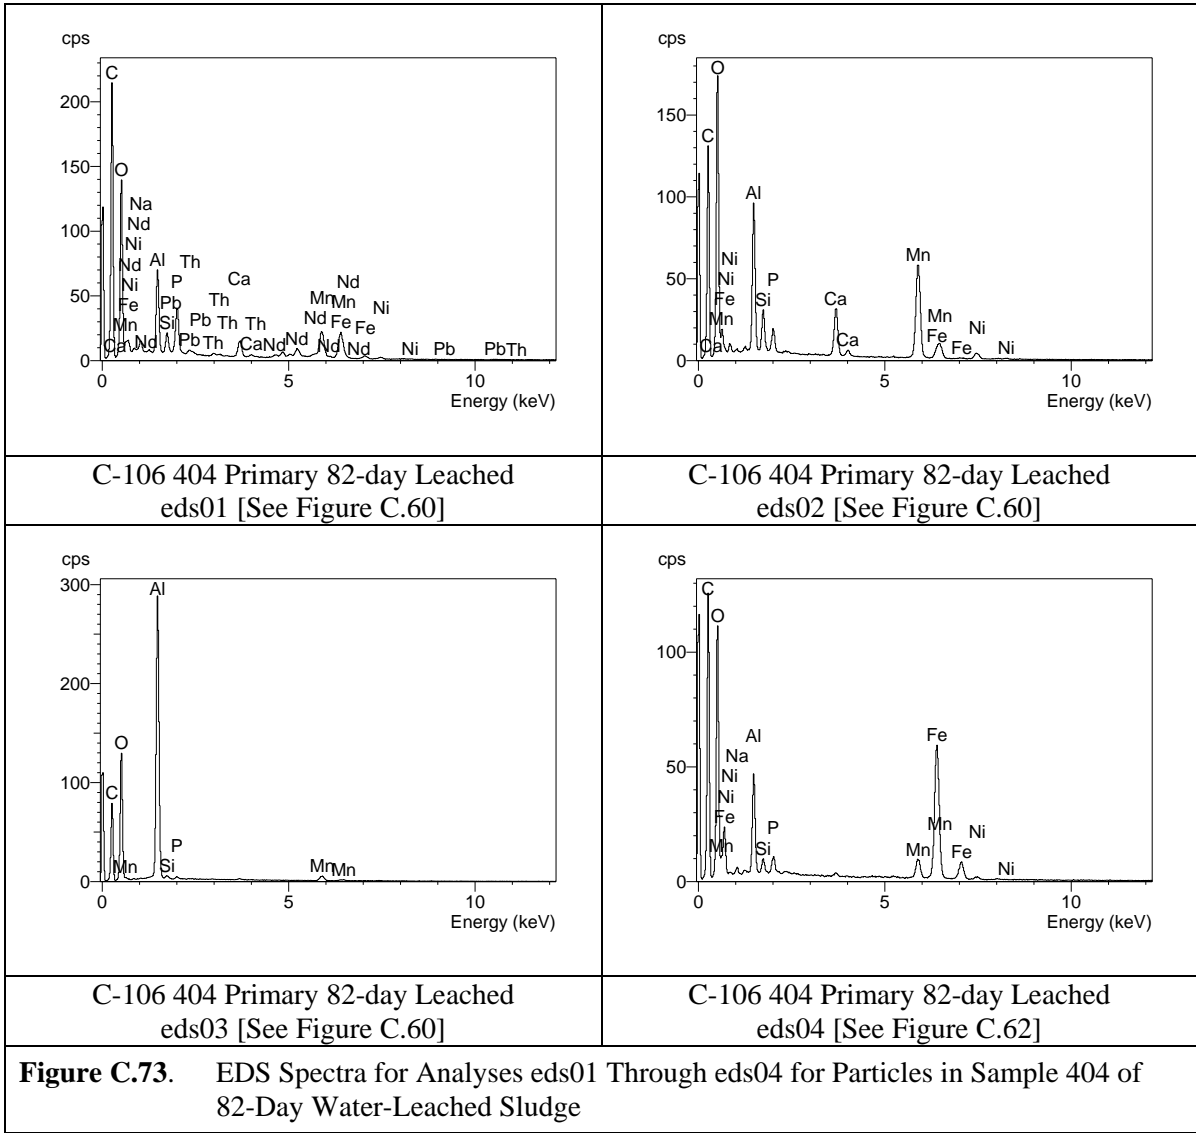 cps
C
200
O
150
Na
Nd
Ni
Th
100
Nd
Al
P
Ca
Nd
Ni
Pb
Th
Mn
Ni
50
Fe
Pb
Nd
Mn
Mn
Si
Th
Th
Fe
Fe
Ca
Nd
Pb
Th
Ca
Nd
Nd
Nd
Nd
Ni
Pb
Pb
Th
0
0
5
10
Energy (keV)
C-106 404 Primary 82-day Leached
eds01 [See Figure C.60]
cps
O
150
C
100
Al
Ni
Mn
Ni
P
50
Fe
Si
Ca
Mn
Mn
Fe
Ni
Ca
Ca
Fe
Ni
0
0
5
10
Energy (keV)
C-106 404 Primary 82-day Leached
eds02 [See Figure C.60]
cps
300
Al
200
O
100
C
P
Mn
Si
Mn
Mn
0
0
5
10
Energy (keV)
C-106 404 Primary 82-day Leached
eds03 [See Figure C.60]
cps
C
O
100
Na
Al
Fe
Ni
50
Ni
Fe
P
Mn
Ni
Mn
Si
Mn
Fe
Ni
0
0
5
10
Energy (keV)
C-106 404 Primary 82-day Leached
eds04 [See Figure C.62]
Figure C.73. EDS Spectra for Analyses eds01 Through eds04 for Particles in Sample 404 of
82-Day Water-Leached Sludge